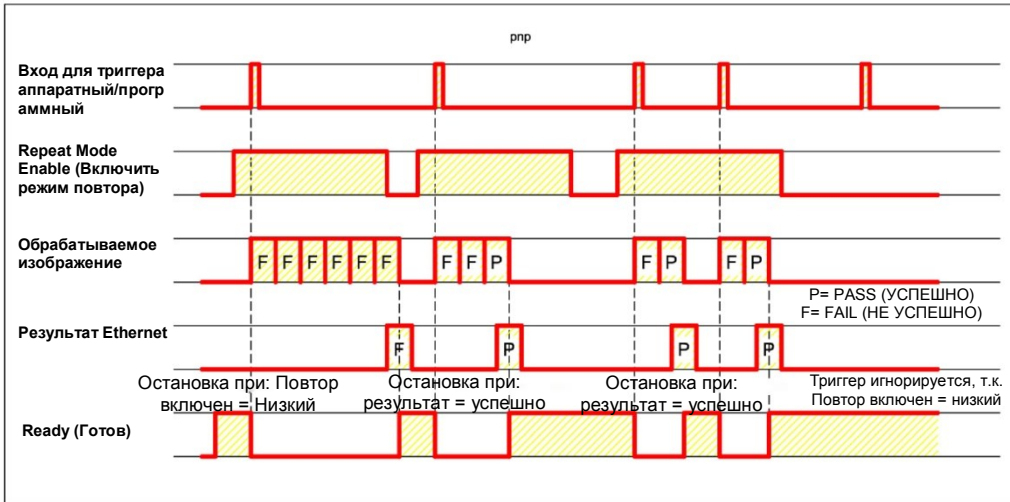 pnp
Вход для триггера
аппаратный/прогр
аммный
Repeat Mode
Enable (Включить
режим повтора)
Обрабатываемое
изображение
F F F F F F F F P F P F P
P= PASS (УСПЕШНО)
F= FAIL (НЕ УСПЕШНО)
Результат Ethernet
F P P P
Остановка при: Повтор
включен = Низкий
Остановка при:
результат = успешно
Остановка при:
результат = успешно
Триггер игнорируется, т.к.
Повтор включен = низкий
Ready (Готов)